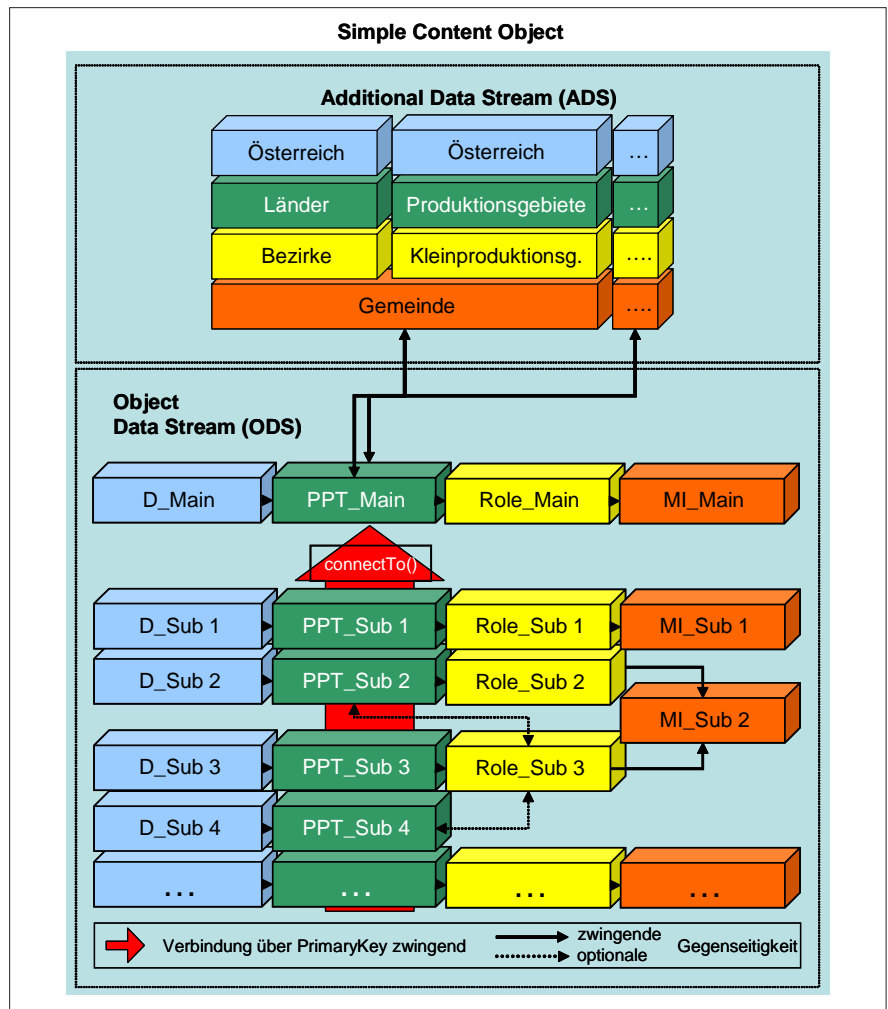 Simple Content Object
Additional Data Stream (ADS)
Österreich Österreich ...
Länder Produktionsgebiete ...
Bezirke Kleinproduktionsg. ....
Gemeinde ....
Object
Data Stream (ODS)
D_Main PPT_Main Role_Main MI_Main
connectTo()
D_Sub 1 PPT_Sub 1 Role_Sub 1 MI_Sub 1
D_Sub 2 PPT_Sub 2 Role_Sub 2
MI_Sub 2
D_Sub 3 PPT_Sub 3 Role_Sub 3
D_Sub 4 PPT_Sub 4
... ... ... ...
Verbindung über PrimaryKey zwingend
zwingende
optionale
Gegenseitigkeit